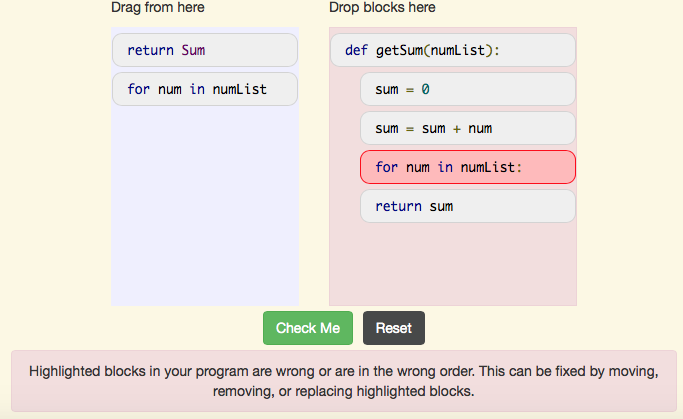 Drag from here
Drop blocks here
return Sum
for num in numList
def getSum(numList):
sum = 0
sum = sum + num
for num in numList:
return sum
Check Me
Reset
Highlighted blocks in your program are wrong or are in the wrong order. This can be fixed by moving,
removing, or replacing highlighted blocks.